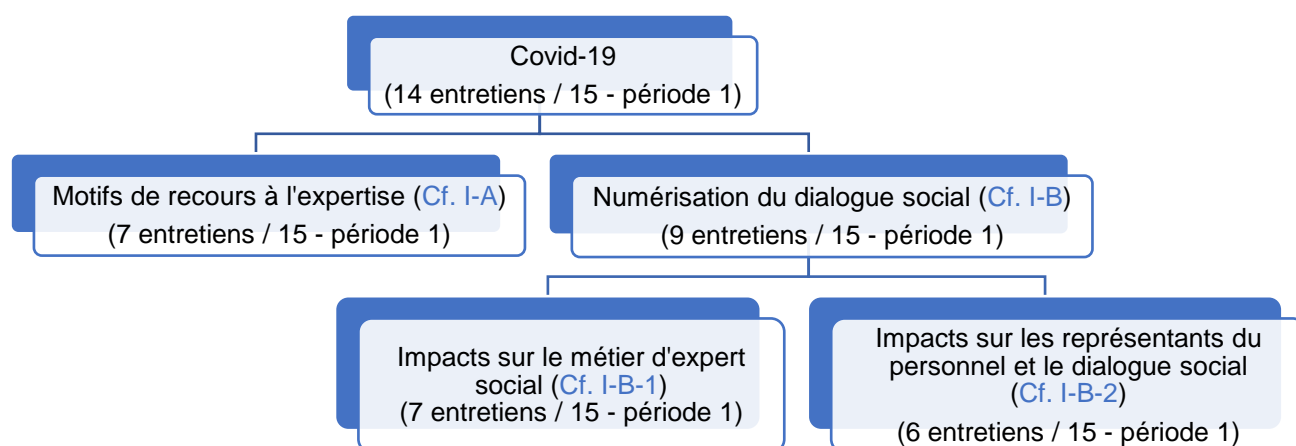 Covid-19
(14 entretiens / 15 - période 1)
Motifs de recours à l'expertise (Cf. I-A)
(7 entretiens / 15 - période 1)
Numérisation du dialogue social (Cf. I-B)
(9 entretiens / 15 - période 1)
Impacts sur le métier d'expert
social (Cf. I-B-1)
(7 entretiens / 15 - période 1)
Impacts sur les représentants du
personnel et le dialogue social
(Cf. I-B-2)
(6 entretiens / 15 - période 1)